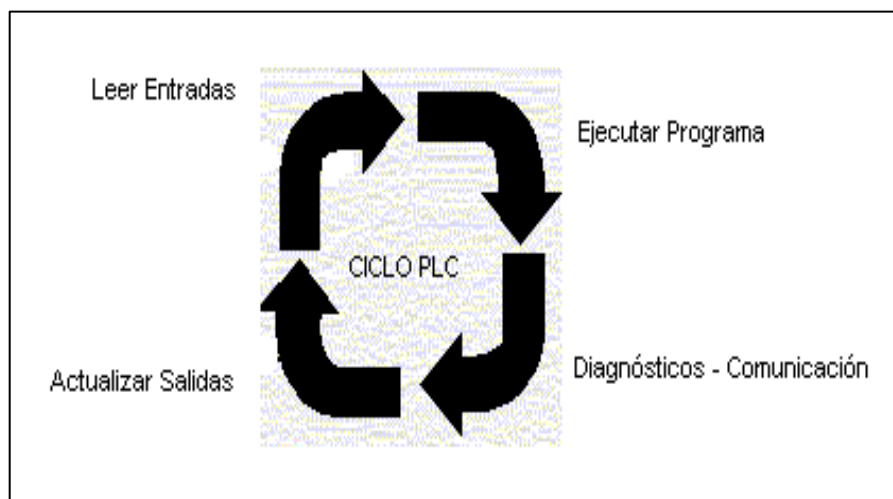 Leer Entradas
Ejecutar Programa
CICLO PLC
Actualizar Salidas
Diagnósticos - Comunicación